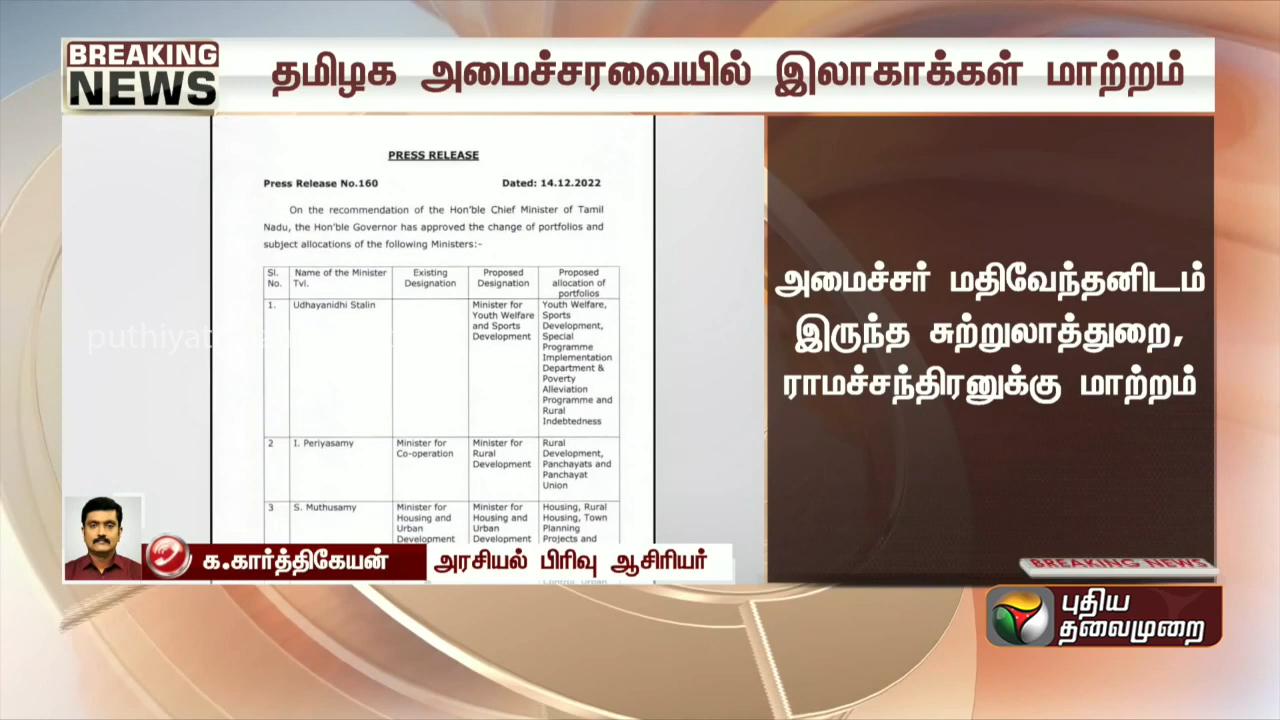 BREAKING
NEWS
தமிழக அமைச்சரவையில் இலாகாக்கள் மாற்றம்
PRESS RELEASE
Press Release No.160 Dated: 14.12.2022
On the recommendation of the Hon'ble Chief Minister of Tamil
Nadu, the Hon'ble Governor has approved the change of portfolios and
subject allocations of the following Ministers:-
Sl. Name of the Minister Existing Proposed Proposed
No. Tvl. Designation Designation allocation of
portfolios
1. Udhayanidhi Stalin Minister for Youth Welfare,
Youth Welfare Sports
and Sports Development,
Development Special
Programme
Implementation
Department &
Poverty
Alleviation
Programme and
Rural
Indebtedness
2 I. Periyasamy Minister for Minister for Rural
Co-operation Rural Development,
Development Panchayats and
Panchayat
Union
3 S. Muthusamy Minister for Minister for Housing, Rural
Housing and Housing and Housing, Town
Urban Urban Planning
Development Development Projects and
அமைச்சர் மதிவேந்தனிடம்
இருந்த சுற்றுலாத்துறை,
ராமச்சந்திரனுக்கு மாற்றம்
க.கார்த்திகேயன் அரசியல் பிரிவு ஆசிரியர்
BREAKING NEWS
புதிய
தலைமுறை